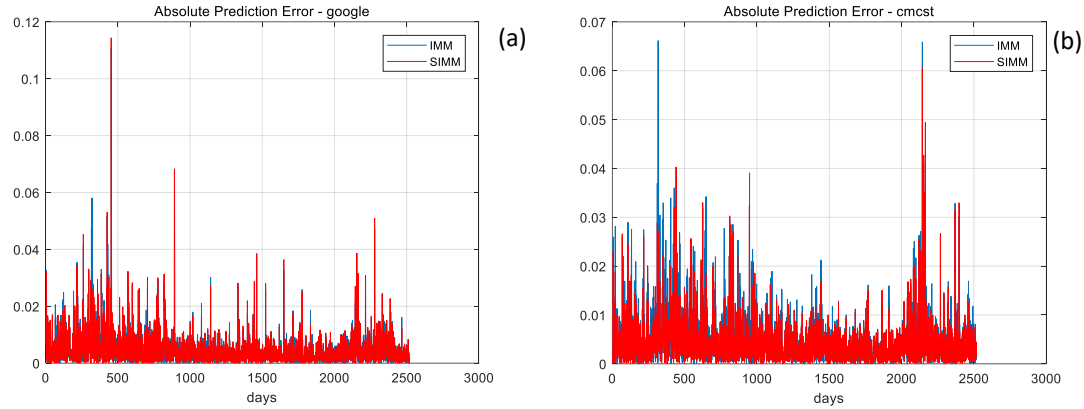 Absolute Prediction Error - google
0.12
0.1
0.08
0.06
0.04
0.02
0
0
500
1000
1500
2000
2500
3000
days
IMM
SIMM
(a)
Absolute Prediction Error - cmcst
0.07
0.06
0.05
0.04
0.03
0.02
0.01
0
0
500
1000
1500
2000
2500
3000
days
IMM
SIMM
(b)